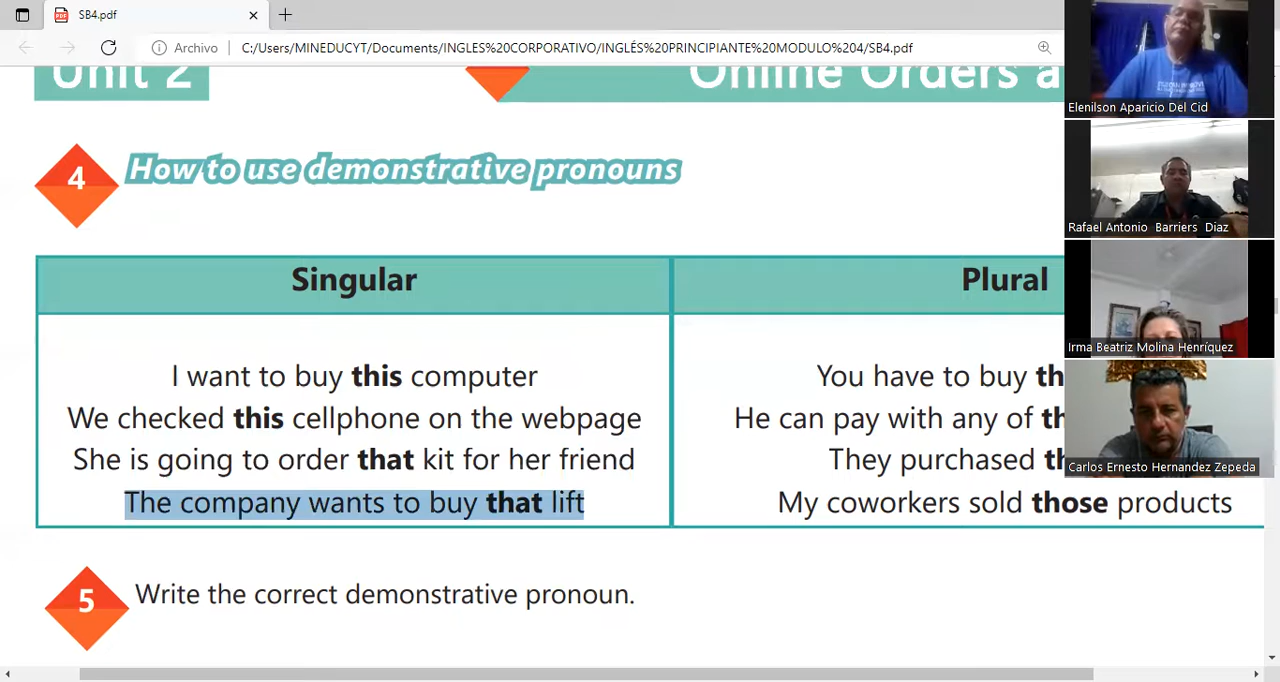 SB4.pdf
Archivo
C:/Users/MINEDUCYT/Documents/INGLES%20CORPORATIVO/INGLÉS%20PRINCIPIANTE%20MODULO%204/SB4.pdf
Unit 2
Online Orders a
4
How to use demonstrative pronouns
Singular
Plural
I want to buy this computer
We checked this cellphone on the webpage
She is going to order that kit for her friend
The company wants to buy that lift
You have to buy th
He can pay with any of th
They purchased th
My coworkers sold those products
5
Write the correct demonstrative pronoun.
Elenilson Aparicio Del Cid
Rafael Antonio Barriers Diaz
Irma Beatriz Molina Henríquez
Carlos Ernesto Hernandez Zepeda